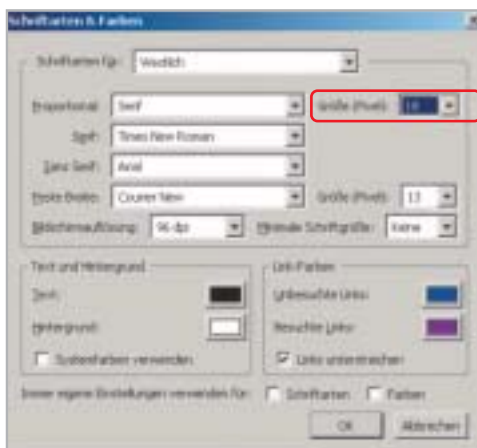 Schriftarten & Farben
Schriftarten für: Westlich
Proportional: Serif Größe (Pixel):
Serif: Times New Roman
Sans Serif: Arial
Feste Breite: Courier New Größe (Pixel): 13
Bildschirmauflösung: 96 dpi Minimale Schriftgröße: Keine
Text und Hintergrund Link-Farben
Text: Unbesuchte Links:
Hintergrund: Besuchte Links:
Systemfarben verwenden Links unterstreichen
Immer eigene Einstellungen verwenden für: Schriftarten Farben
OK Abbrechen